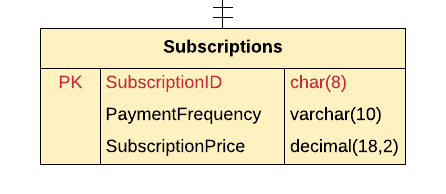 Subscriptions
PK SubscriptionID char(8)
PaymentFrequency varchar(10)
SubscriptionPrice decimal(18,2)